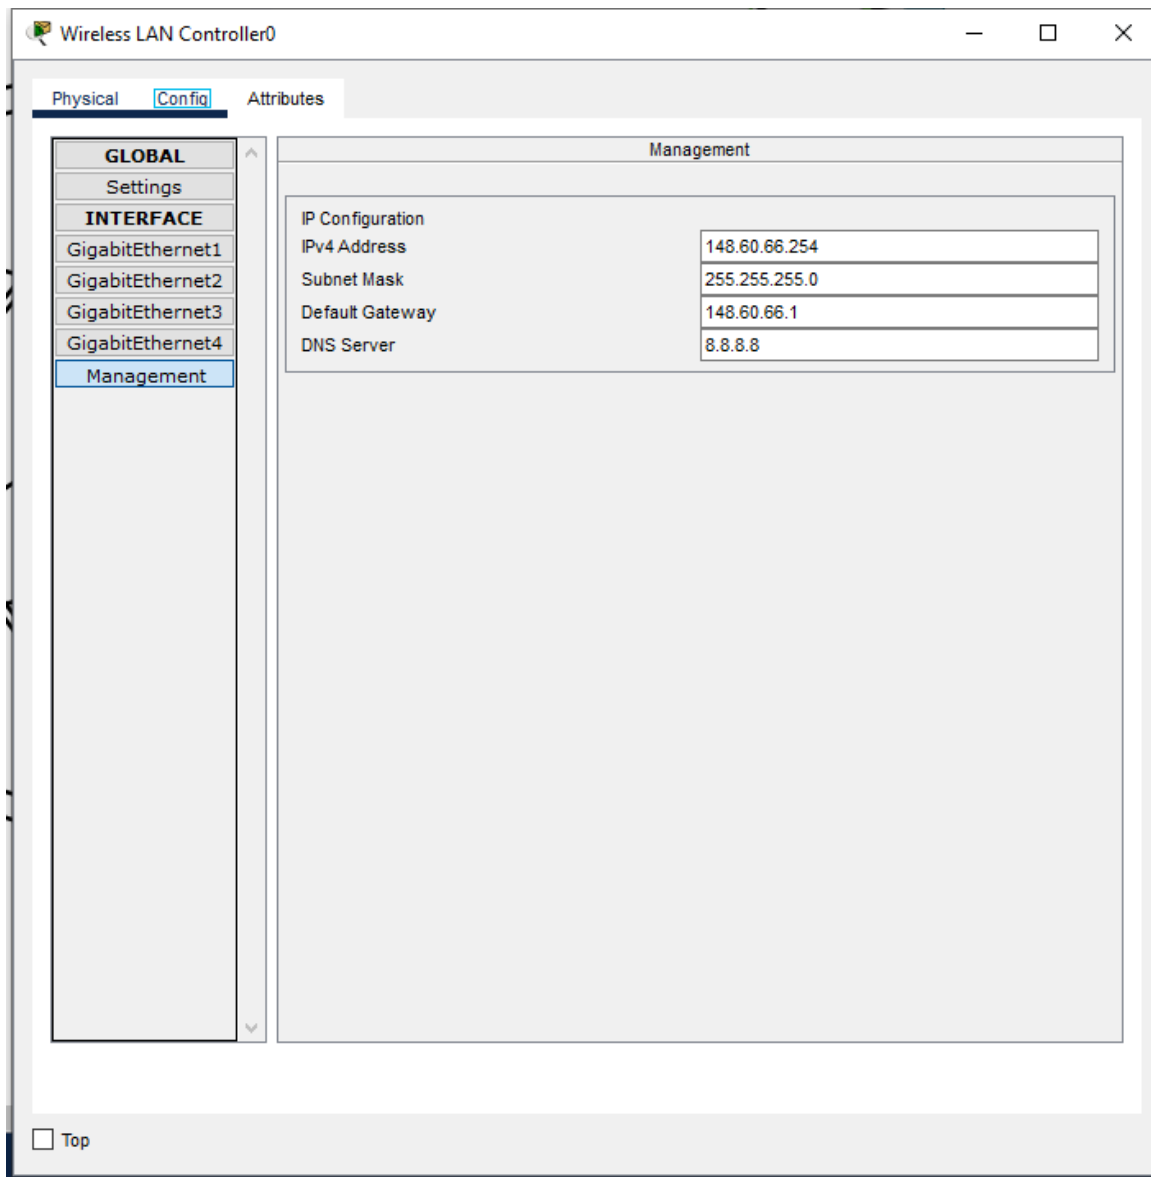 Wireless LAN Controller0
Physical Config Attributes
GLOBAL
Settings
INTERFACE
GigabitEthernet1
GigabitEthernet2
GigabitEthernet3
GigabitEthernet4
Management
Management
IP Configuration
IPv4 Address 148.60.66.254
Subnet Mask 255.255.255.0
Default Gateway 148.60.66.1
DNS Server 8.8.8.8
Top